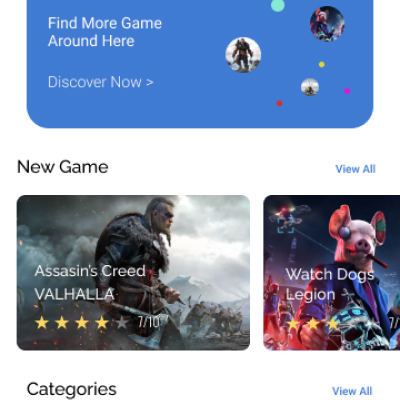 Find More Game
Around Here
Discover Now >
New Game
View All
Assasin's Creed
VALHALLA
7/10
Watch Dogs
Legion
7/
Categories
View All